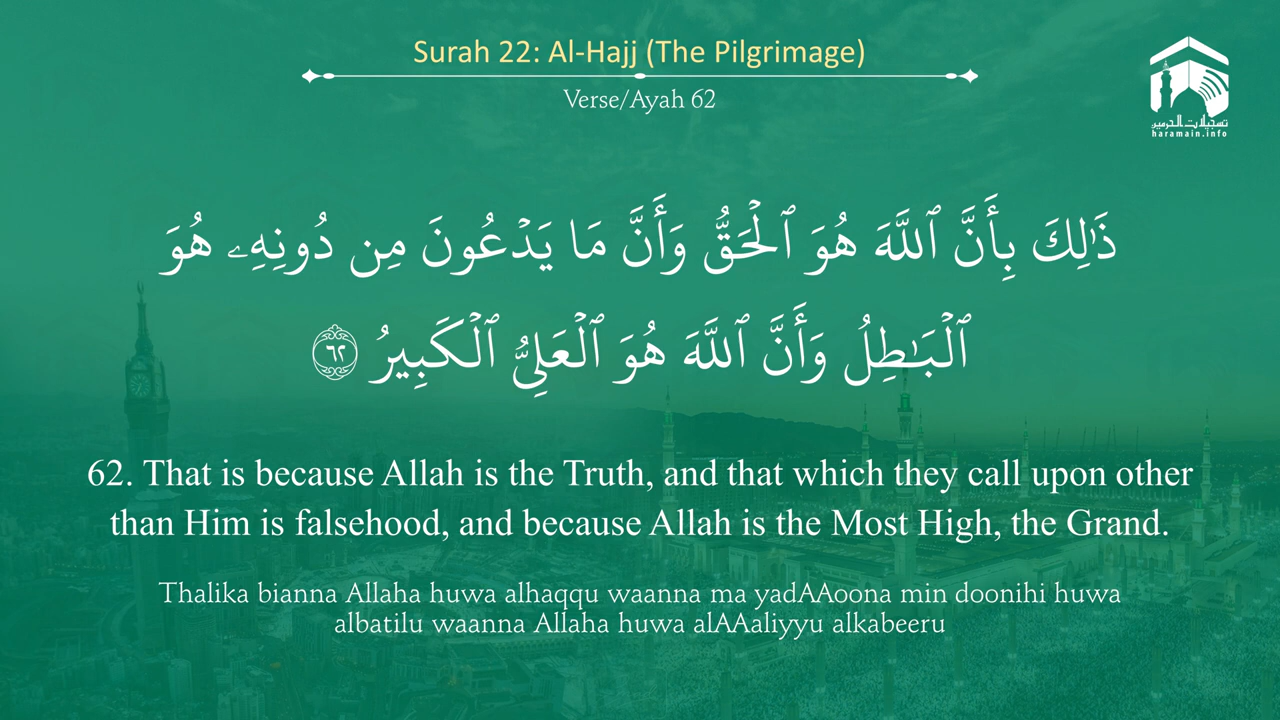 Surah 22: Al-Hajj (The Pilgrimage)
Verse/Ayah 62
تسجيلات الحرمين
haramain.info
ذَٰلِكَ بِأَنَّ ٱللَّهَ هُوَ ٱلْحَقُّ وَأَنَّ مَا يَدْعُونَ مِن دُونِهِۦ هُوَ
ٱلْبَـٰطِلُ وَأَنَّ ٱللَّهَ هُوَ ٱلْعَلِىُّ ٱلْكَبِيرُ ٦٢
62. That is because Allah is the Truth, and that which they call upon other
than Him is falsehood, and because Allah is the Most High, the Grand.
Thalika bianna Allaha huwa alhaqqu waanna ma yadAAoona min doonihi huwa
albatilu waanna Allaha huwa alAAaliyyu alkabeeru